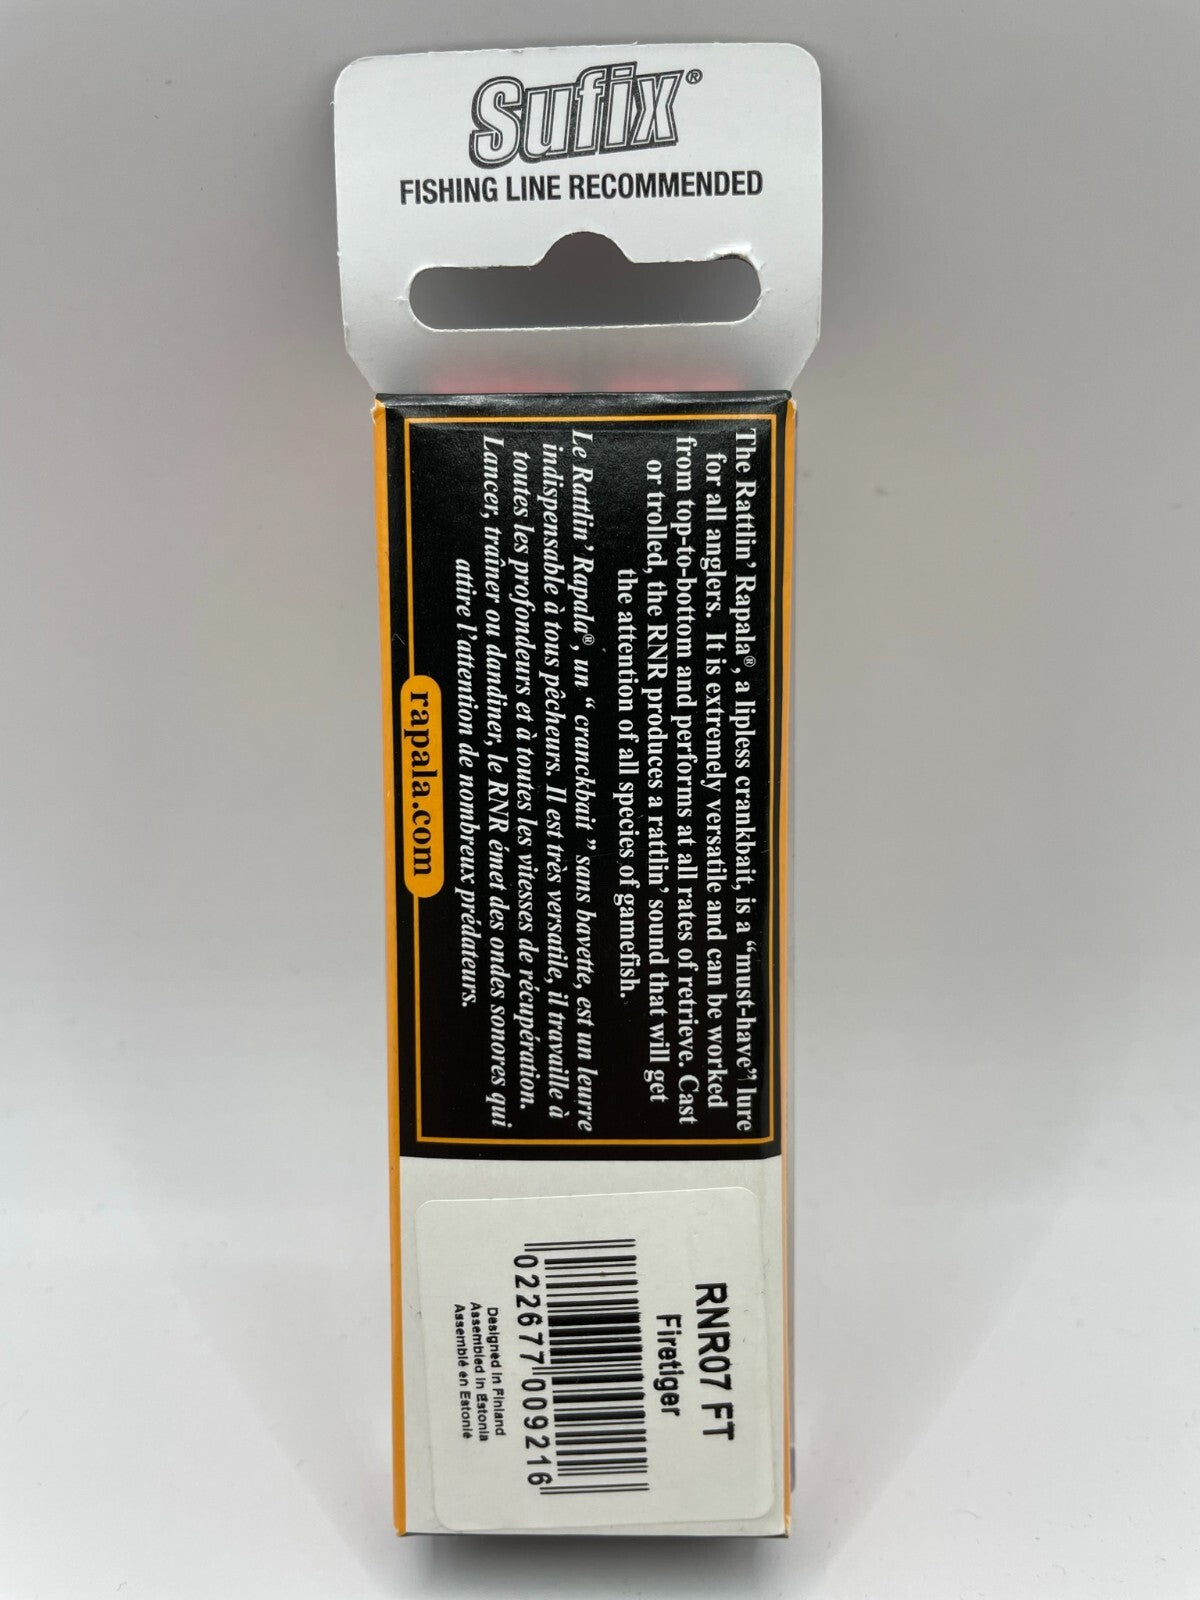 Sufix®
FISHING LINE RECOMMENDED
The Rattlin' Rapala®, a lipless crankbait, is a "must-have" lure
for all anglers. It is extremely versatile and can be worked
from top-to-bottom and performs at all rates of retrieve. Cast
or trolled, the RNR produces a rattlin' sound that will get
the attention of all species of gamefish.
Le Rattlin' Rapala®, un " cranckbait " sans bavette, est un leurre
indispensable à tous pêcheurs. Il est très versatile, il travaille à
toutes les profondeurs et à toutes les vitesses de récupération.
Lancer, traîner ou dandiner, le RNR émet des ondes sonores qui
attire l'attention de nombreux prédateurs.
rapala.com
RNR07 FT
Firetiger
0 22677 00921 6
Designed in Finland
Assembled in Estonia
Assemblé en Estonie